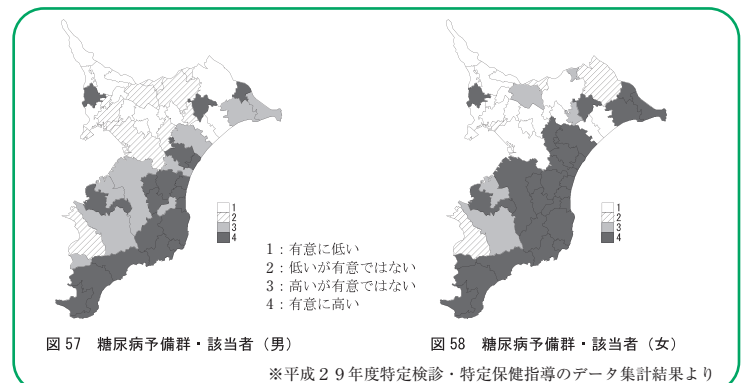 1
2
3
4
1
2
3
4
1：有意に低い
2：低いが有意ではない
3：高いが有意ではない
4：有意に高い
図57　糖尿病予備群・該当者（男）
図58　糖尿病予備群・該当者（女）
※平成２９年度特定検診・特定保健指導のデータ集計結果より